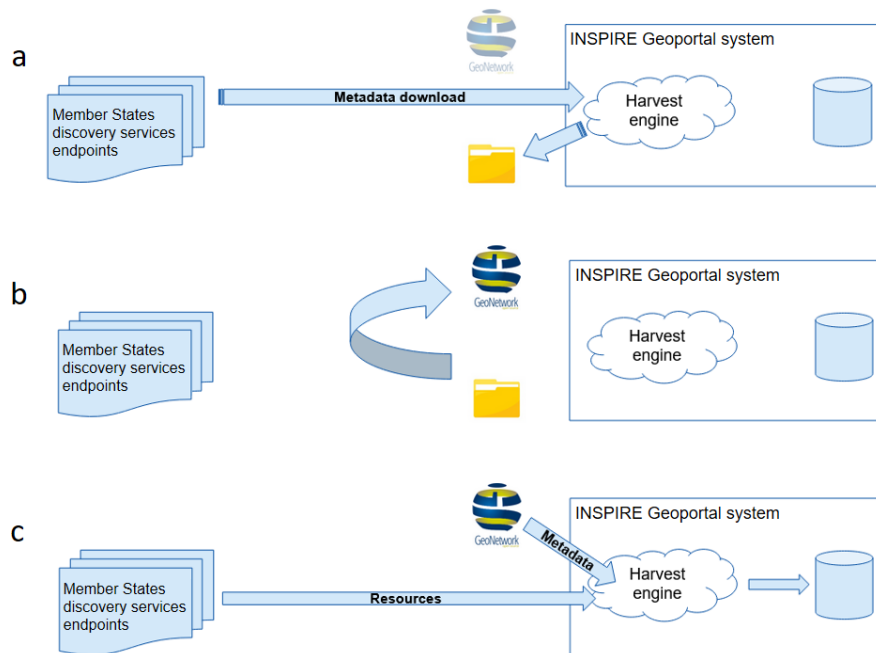 a
Member States
discovery services
endpoints
Metadata download
GeoNetwork
INSPIRE Geoportal system
Harvest
engine
b
Member States
discovery services
endpoints
GeoNetwork
INSPIRE Geoportal system
Harvest
engine
c
Member States
discovery services
endpoints
Resources
GeoNetwork
Metadata
INSPIRE Geoportal system
Harvest
engine